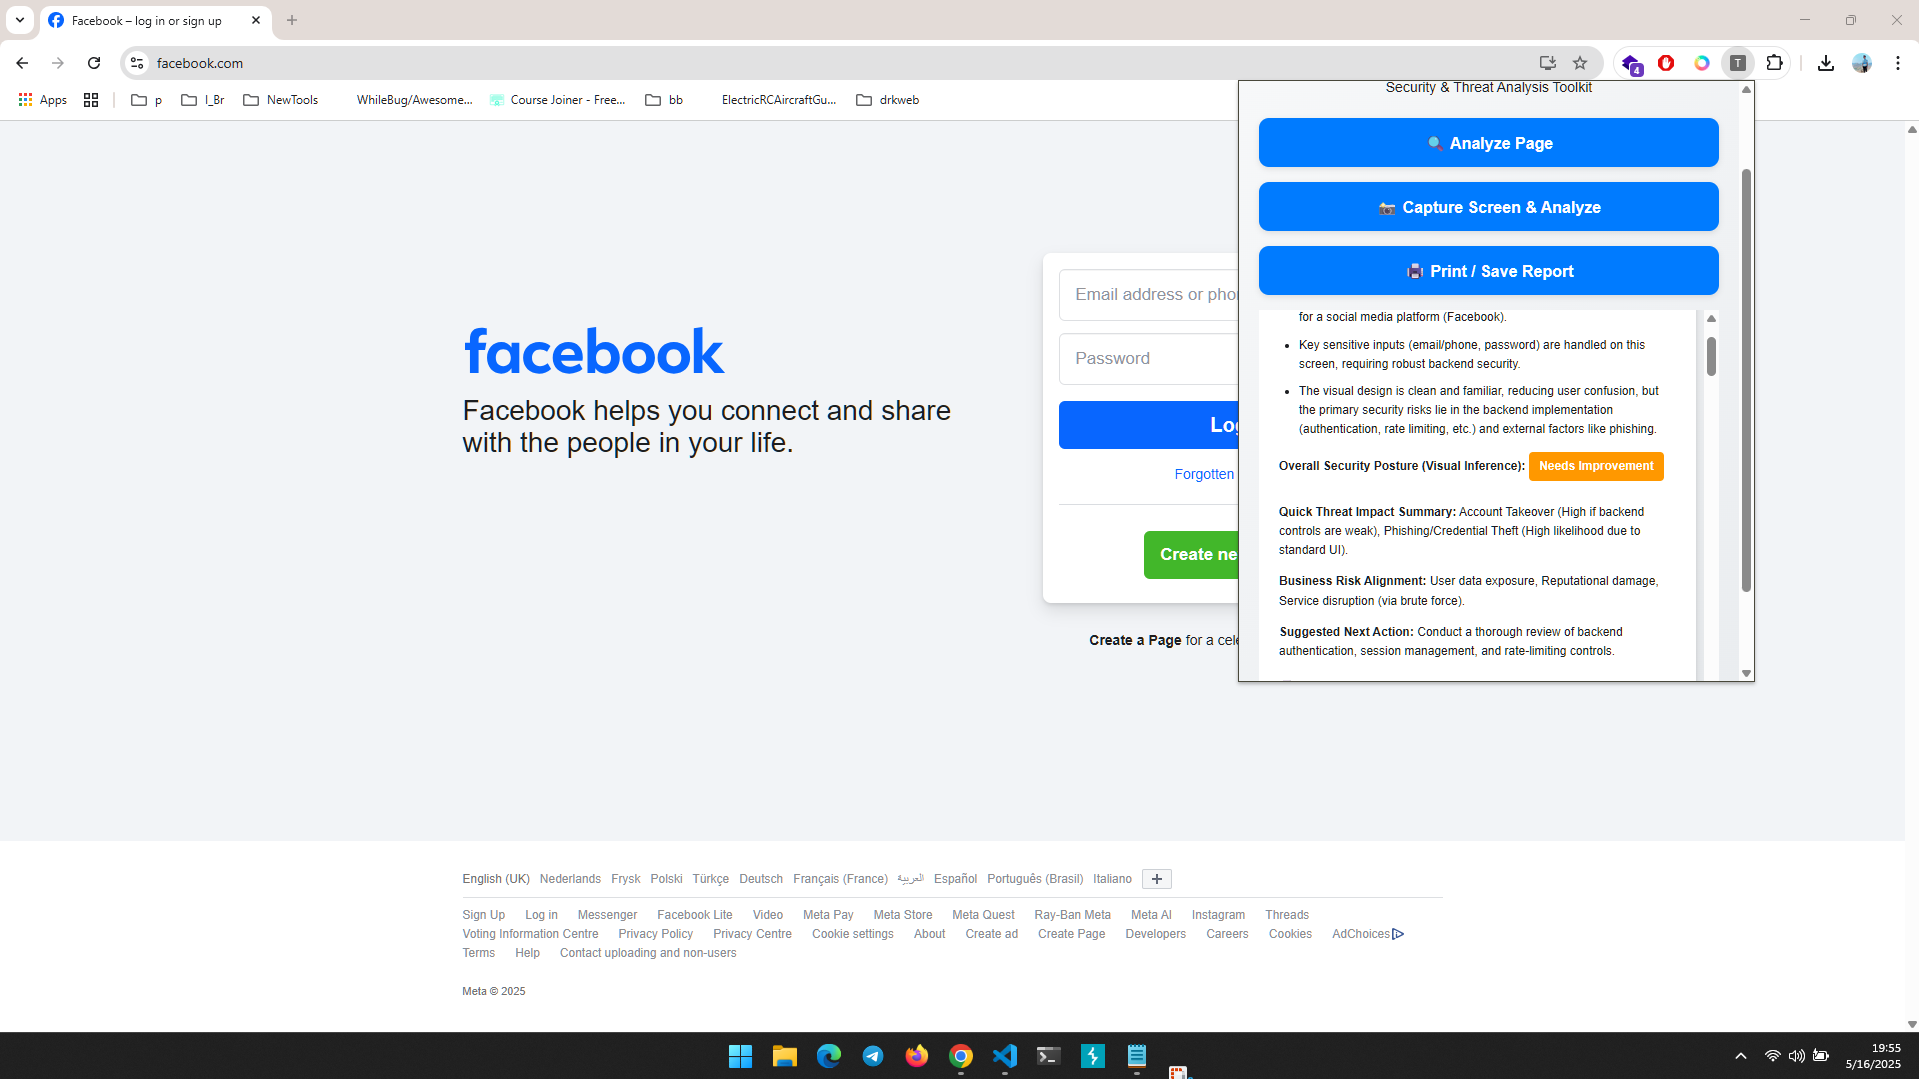 Facebook – log in or sign up
facebook.com
4
T
Apps
p
I_Br
NewTools
WhileBug/Awesome...
Course Joiner - Free...
bb
ElectricRCAircraftGu...
drkweb
facebook
Facebook helps you connect and share
with the people in your life.
Email address or phon
Password
Log
Forgotten
Create ne
Create a Page for a cele
Security & Threat Analysis Toolkit
Analyze Page
Capture Screen & Analyze
Print / Save Report
for a social media platform (Facebook).
Key sensitive inputs (email/phone, password) are handled on this
screen, requiring robust backend security.
The visual design is clean and familiar, reducing user confusion, but
the primary security risks lie in the backend implementation
(authentication, rate limiting, etc.) and external factors like phishing.
Overall Security Posture (Visual Inference): Needs Improvement
Quick Threat Impact Summary: Account Takeover (High if backend
controls are weak), Phishing/Credential Theft (High likelihood due to
standard UI).
Business Risk Alignment: User data exposure, Reputational damage,
Service disruption (via brute force).
Suggested Next Action: Conduct a thorough review of backend
authentication, session management, and rate-limiting controls.
English (UK) Nederlands Frysk Polski Türkçe Deutsch Français (France) العربية Español Português (Brasil) Italiano
Sign Up Log in Messenger Facebook Lite Video Meta Pay Meta Store Meta Quest Ray-Ban Meta Meta AI Instagram Threads
Voting Information Centre Privacy Policy Privacy Centre Cookie settings About Create ad Create Page Developers Careers Cookies AdChoices
Terms Help Contact uploading and non-users
Meta © 2025
19:55
5/16/2025